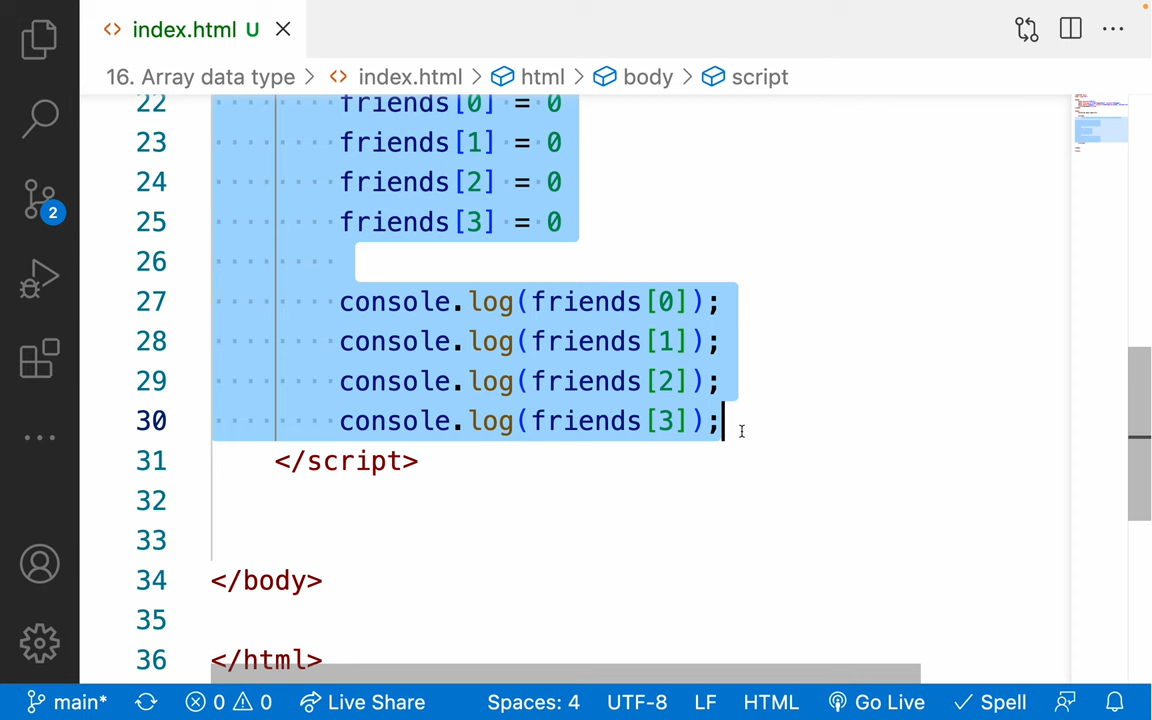 index.html U
16. Array data type > index.html > html > body > script
22 friends[0] = 0
23 friends[1] = 0
24 friends[2] = 0
25 friends[3] = 0
26
27 console.log(friends[0]);
28 console.log(friends[1]);
29 console.log(friends[2]);
30 console.log(friends[3]);
31 </script>
32
33
34 </body>
35
36 </html>
2
main* 0 0 Live Share Spaces: 4 UTF-8 LF HTML Go Live Spell